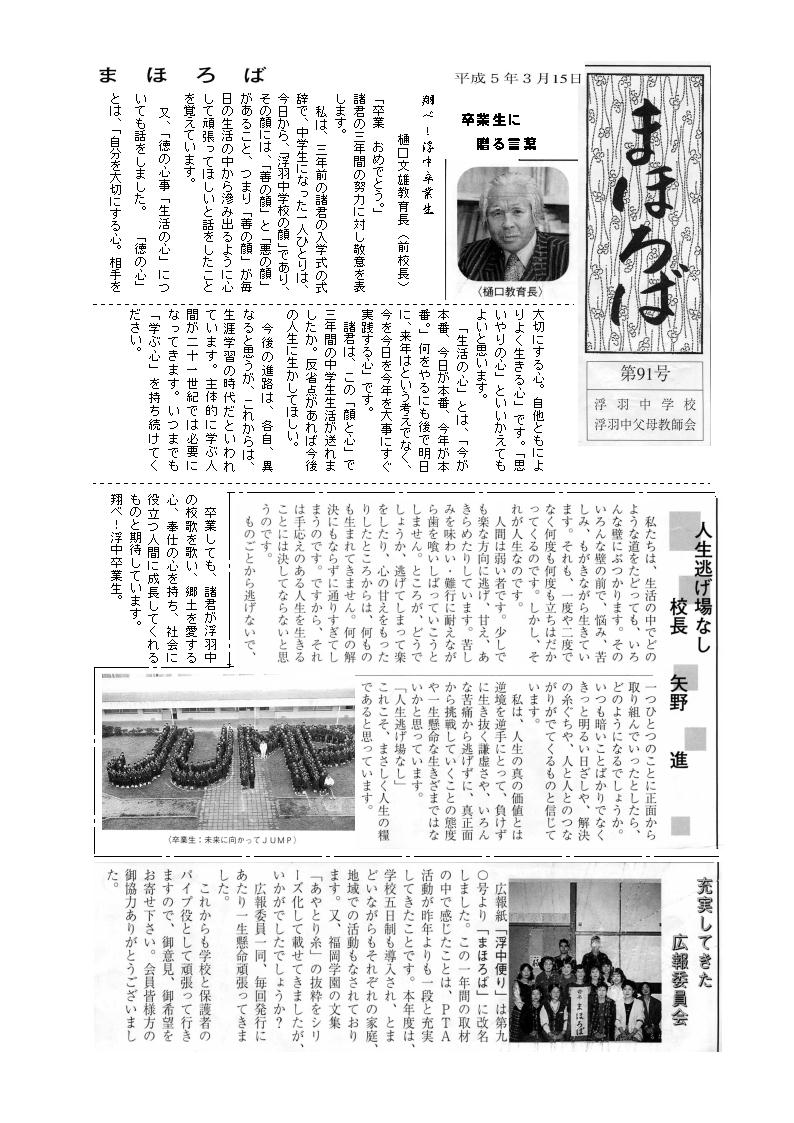 まほろば
平成5年3月15日
まほろば
第91号
浮羽中学校
浮羽中父母教師会
卒業生に
贈る言葉
〈樋口教育長〉
翔べ!浮中卒業生
樋口文雄教育長〈前校長〉
「卒業 おめでとう。」
諸君の三年間の努力に対し敬意を表
します。
私は、三年前の諸君の入学式の式
辞で、中学生になった一人ひとりは、
今日から、「浮羽中学校の顔」であり、
その顔には、「善の顔」と「悪の顔」
があること、つまり「善の顔」が毎
日の生活の中から滲み出るように心
して頑張ってほしいと話をしたこと
を覚えています。
又、「徳の心事「生活の心」につ
いても話をしました。 「徳の心」
とは、「自分を大切にする心。相手を
大切にする心。自他ともによ
りよく生きる心」です。「思
いやりの心」といいかえても
よいと思います。
「生活の心」とは、「今が
本番、今日が本番、今年が本
番。」何をやるにも後で明日
に、来年はという考えでなく、
今を今日を今年を大事にすぐ
実践する心」です。
諸君は、この「顔と心」で
三年間の中学生生活が送れま
したか。反省点があれば今後
の人生に生かしてほしい。
今後の進路は、各自、異
なると思うが、これからは、
生涯学習の時代だといわれ
ています。主体的に学ぶ人
間が二十一世紀では必要に
なってきます。いつまでも
「学ぶ心」を持ち続けてく
ださい。
卒業しても、諸君が浮羽中
の校歌を歌い、郷土を愛する
心、奉仕の心を持ち、社会に
役立つ人間に成長してくれる
ものと期待しています。
翔べ!浮中卒業生。
人生逃げ場なし
校長 矢野 進
私たちは、生活の中でどの
ような道をたどっても、いろ
んな壁にぶつかります。その
いろんな壁の前で、悩み、苦
しみ、もがきながら生きてい
ます。それも、一度や二度で
なく何度も何度も立ちはだか
ってくるのです。しかし、そ
れが人生なのです。
人間は弱い者です。少しで
も楽な方向に逃げ、甘え、あ
きらめたりしています。苦し
みを味わい・難行に耐えなが
ら歯を喰いしばっていこうと
しません。ところが、どうで
しょうか、逃げてしまって楽
をしたり、心の甘えをもった
りしたところからは、何もの
も生まれてきません。何の解
決にもならずに通りすぎてし
まうのです。ですから、それ
は手応えのある人生を生きる
ことには決してならないと思
うのです。
ものごとから逃げないで、
一つひとつのことに正面から
取り組んでいったとしたら、
どのようになるでしょうか。
いつも暗いことばかりでなく
きっと明るい日ざしや、解決
の糸ぐちや、人と人とのつな
がりがでてくるものと信じて
います。
私は、人生の真の価値とは
逆境を逆手にとって、負けず
に生き抜く謙虚さや、いろん
な苦痛から逃げずに、真正面
から挑戦していくことの態度
や一生懸命な生きざまではな
いかと思っています。
「人生逃げ場なし」
これこそ、まさしく人生の糧
であると思っています。
(卒業生:未来に向かってJUMP)
充実してきた
広報委員会
まほろば
広報紙「浮中便り」は第九
〇号より「まほろば」に改名
しました。この一年間の取材
の中で感じたことは、PTA
活動が昨年よりも一段と充実
してきたことです。本年度は、
学校五日制も導入され、とま
どいながらもそれぞれの家庭、
地域での活動もなされており
ます。又、福岡学園の文集
「あやとり糸」の抜粋をシリ
ーズ化して載せてきましたが、
いかがでしたでしょうか?
広報委員一同、毎回発行に
あたり一生懸命頑張ってきま
した。
これからも学校と保護者の
パイプ役として頑張って行き
ますので、御意見、御希望を
お寄せ下さい。会員皆様方の
御協力ありがとうございまし
た。